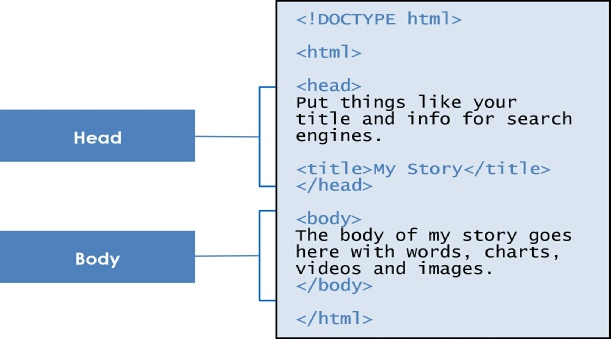 <!DOCTYPE html>
<html>
<head>
Put things like your
title and info for search
engines.
Head
<title>My Story</title>
</head>
<body>
The body of my story goes
here with words, charts,
Body
videos and images.
</body>
</html>